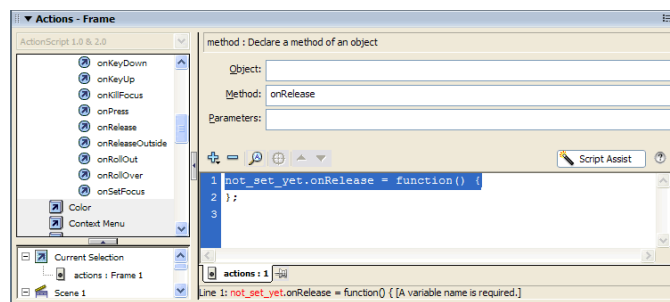 Actions - Frame
ActionScript 1.0 & 2.0
onKeyDown
onKeyUp
onKillFocus
onPress
onRelease
onReleaseOutside
onRollOut
onRollOver
onSetFocus
Color
Context Menu
Current Selection
actions : Frame 1
Scene 1
method : Declare a method of an object
Object:
Method: onRelease
Parameters:
Script Assist
1 not_set_yet.onRelease = function() {
2 };
3
actions : 1
Line 1: not_set_yet.onRelease = function() { [A variable name is required.]